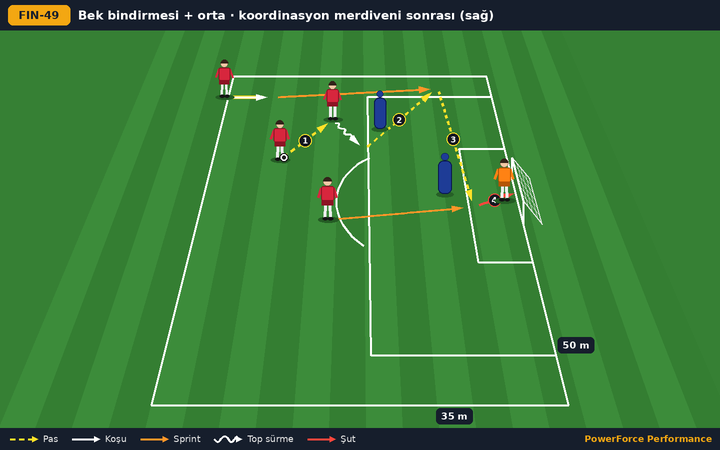 FIN-49 Bek bindirmesi + orta · koordinasyon merdiveni sonrası (sağ)
1
2
3
4
50 m
35 m
Pas Koşu Sprint Top sürme Şut PowerForce Performance